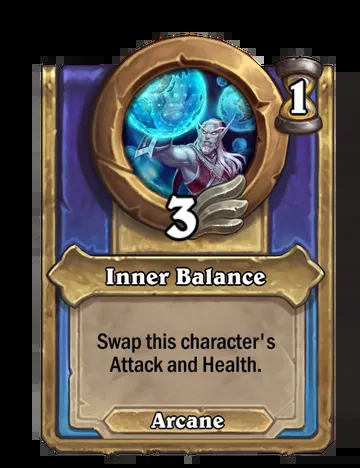 1
3
Inner Balance
Swap this character's
Attack and Health.
Arcane